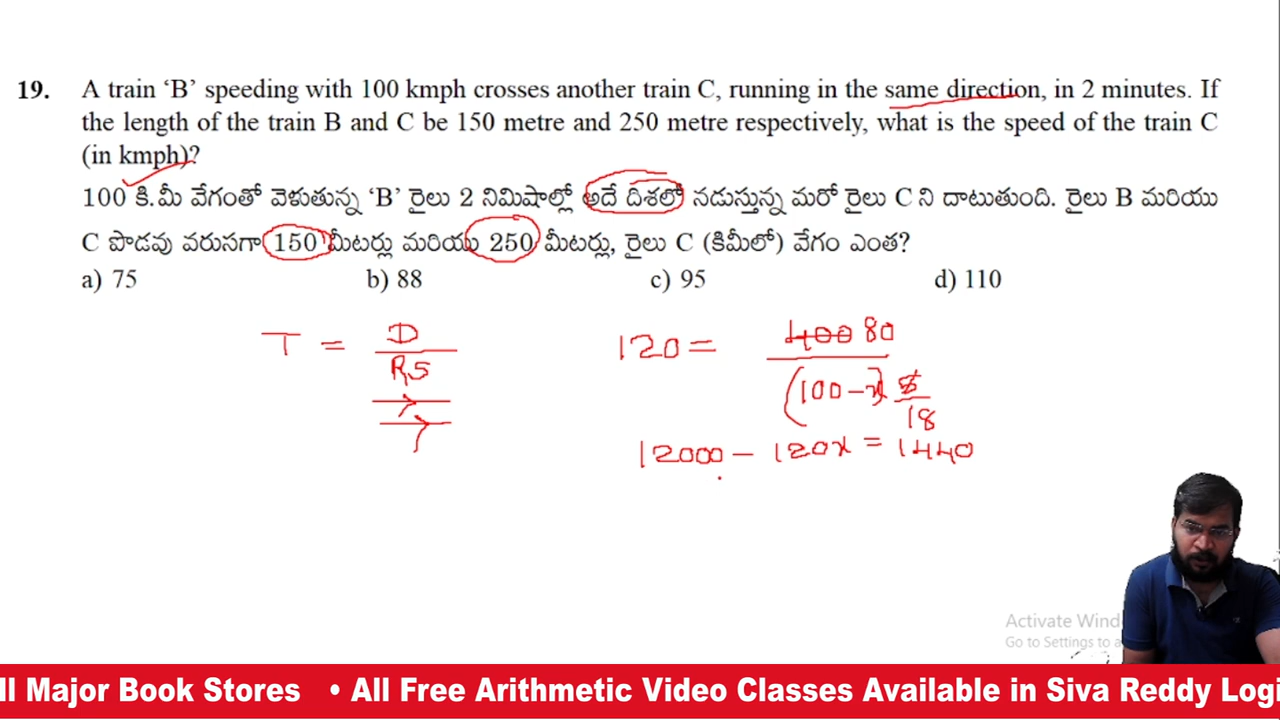 19. A train ‘B’ speeding with 100 kmph crosses another train C, running in the same direction, in 2 minutes. If
the length of the train B and C be 150 metre and 250 metre respectively, what is the speed of the train C
(in kmph)?
100 కి.మీ వేగంతో వెళుతున్న ‘B’ రైలు 2 నిమిషాల్లో అదే దిశలో నడుస్తున్న మరో రైలు C ని దాటుతుంది. రైలు B మరియు
C పొడవు వరుసగా 150 మీటర్లు మరియు 250 మీటర్లు, రైలు C (కిమీలో) వేగం ఎంత?
a) 75 b) 88 c) 95 d) 110
T = D
RS
120 = 400 80
(100 - x) 5
18
12000 - 120x = 1440
Activate Wind
Go to Settings to a
ll Major Book Stores • All Free Arithmetic Video Classes Available in Siva Reddy Logi